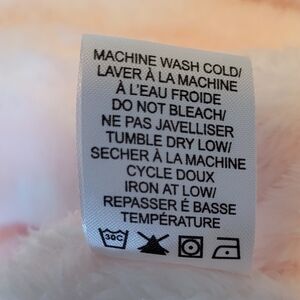 MACHINE WASH COLD/
LAVER À LA MACHINE
À L'EAU FROIDE
DO NOT BLEACH/
NE PAS JAVELLISER
TUMBLE DRY LOW/
SECHER À LA MACHINE
CYCLE DOUX
IRON AT LOW/
REPASSER É BASSE
TEMPÉRATURE
30C